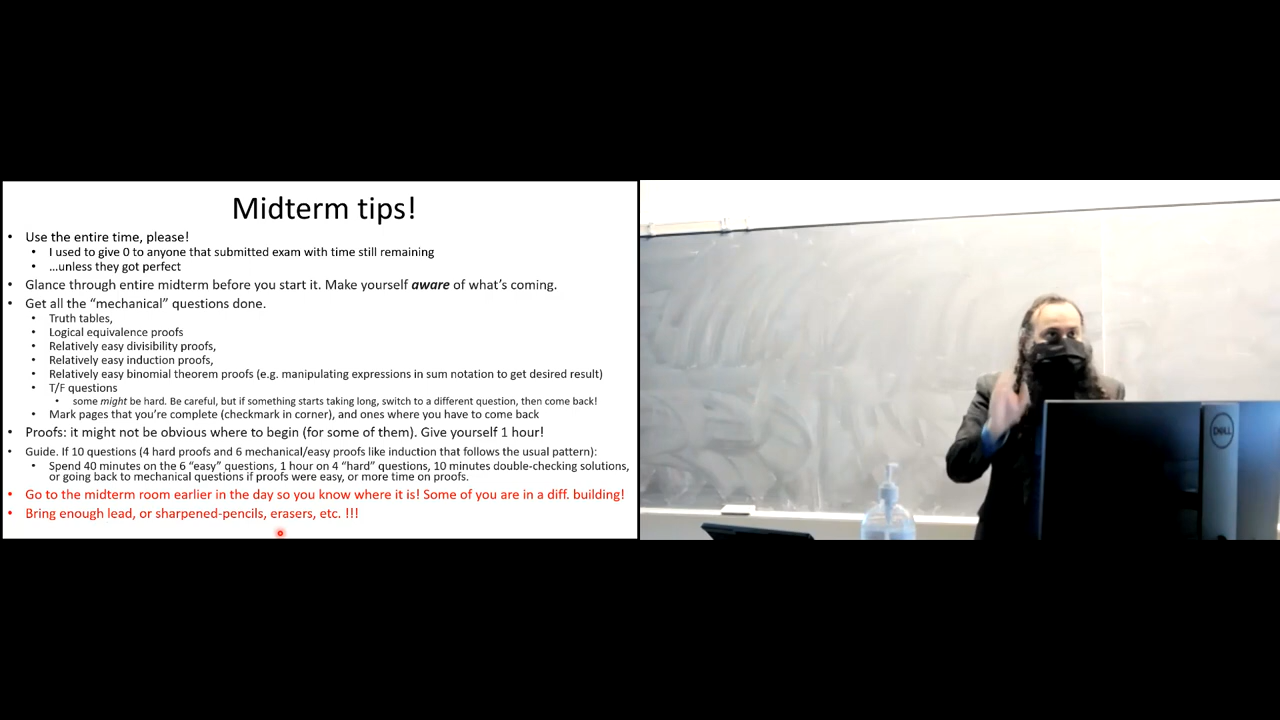 Midterm tips!
• Use the entire time, please!
• I used to give 0 to anyone that submitted exam with time still remaining
• ...unless they got perfect
• Glance through entire midterm before you start it. Make yourself aware of what's coming.
• Get all the “mechanical” questions done.
• Truth tables,
• Logical equivalence proofs
• Relatively easy divisibility proofs,
• Relatively easy induction proofs,
• Relatively easy binomial theorem proofs (e.g. manipulating expressions in sum notation to get desired result)
• T/F questions
• some might be hard. Be careful, but if something starts taking long, switch to a different question, then come back!
• Mark pages that you're complete (checkmark in corner), and ones where you have to come back
• Proofs: it might not be obvious where to begin (for some of them). Give yourself 1 hour!
• Guide. If 10 questions (4 hard proofs and 6 mechanical/easy proofs like induction that follows the usual pattern):
• Spend 40 minutes on the 6 “easy” questions, 1 hour on 4 “hard” questions, 10 minutes double-checking solutions,
or going back to mechanical questions if proofs were easy, or more time on proofs.
• Go to the midterm room earlier in the day so you know where it is! Some of you are in a diff. building!
• Bring enough lead, or sharpened-pencils, erasers, etc. !!!
DELL